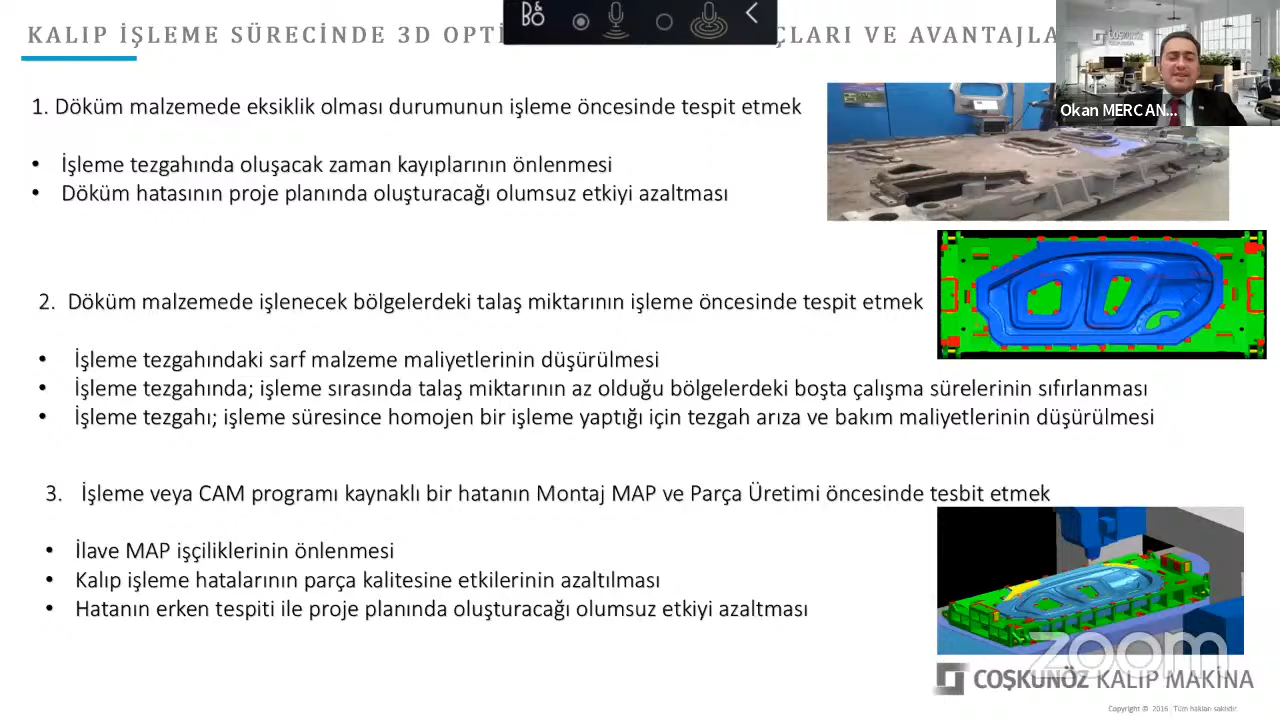 KALIP İŞLEME SÜRECİNDE 3D OPTİ ÇLARI VE AVANTAJLA
B&O
Okan MERCAN...
1. Döküm malzemede eksiklik olması durumunun işleme öncesinde tespit etmek
• İşleme tezgahında oluşacak zaman kayıplarının önlenmesi
• Döküm hatasının proje planında oluşturacağı olumsuz etkiyi azaltması
2. Döküm malzemede işlenecek bölgelerdeki talaş miktarının işleme öncesinde tespit etmek
• İşleme tezgahındaki sarf malzeme maliyetlerinin düşürülmesi
• İşleme tezgahında; işleme sırasında talaş miktarının az olduğu bölgelerdeki boşta çalışma sürelerinin sıfırlanması
• İşleme tezgahı; işleme süresince homojen bir işleme yaptığı için tezgah arıza ve bakım maliyetlerinin düşürülmesi
3. İşleme veya CAM programı kaynaklı bir hatanın Montaj MAP ve Parça Üretimi öncesinde tesbit etmek
• İlave MAP işçiliklerinin önlenmesi
• Kalıp işleme hatalarının parça kalitesine etkilerinin azaltılması
• Hatanın erken tespiti ile proje planında oluşturacağı olumsuz etkiyi azaltması
zoom
COŞKUNÖZ KALIP MAKİNA
Copyright © 2016 Tüm hakları saklıdır.